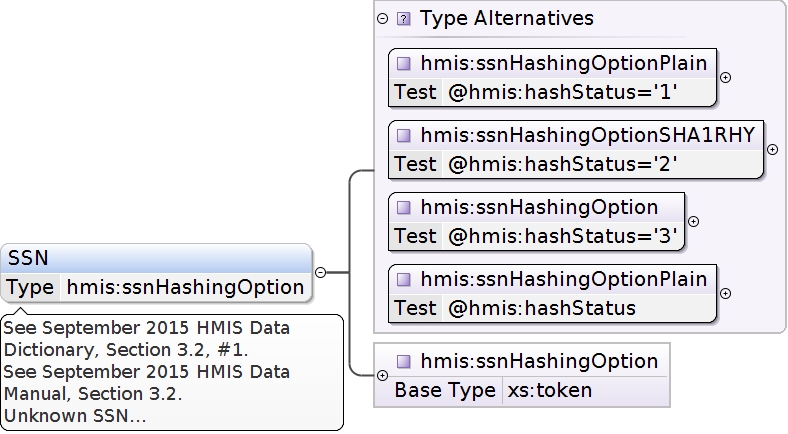 Type Alternatives
hmis:ssnHashingOptionPlain
Test @hmis:hashStatus='1'
hmis:ssnHashingOptionSHA1RHY
Test @hmis:hashStatus='2'
hmis:ssnHashingOption
Test @hmis:hashStatus='3'
hmis:ssnHashingOptionPlain
Test @hmis:hashStatus
SSN
Type hmis:ssnHashingOption
See September 2015 HMIS Data
Dictionary, Section 3.2, #1.
See September 2015 HMIS Data
Manual, Section 3.2.
Unknown SSN...
hmis:ssnHashingOption
Base Type xs:token